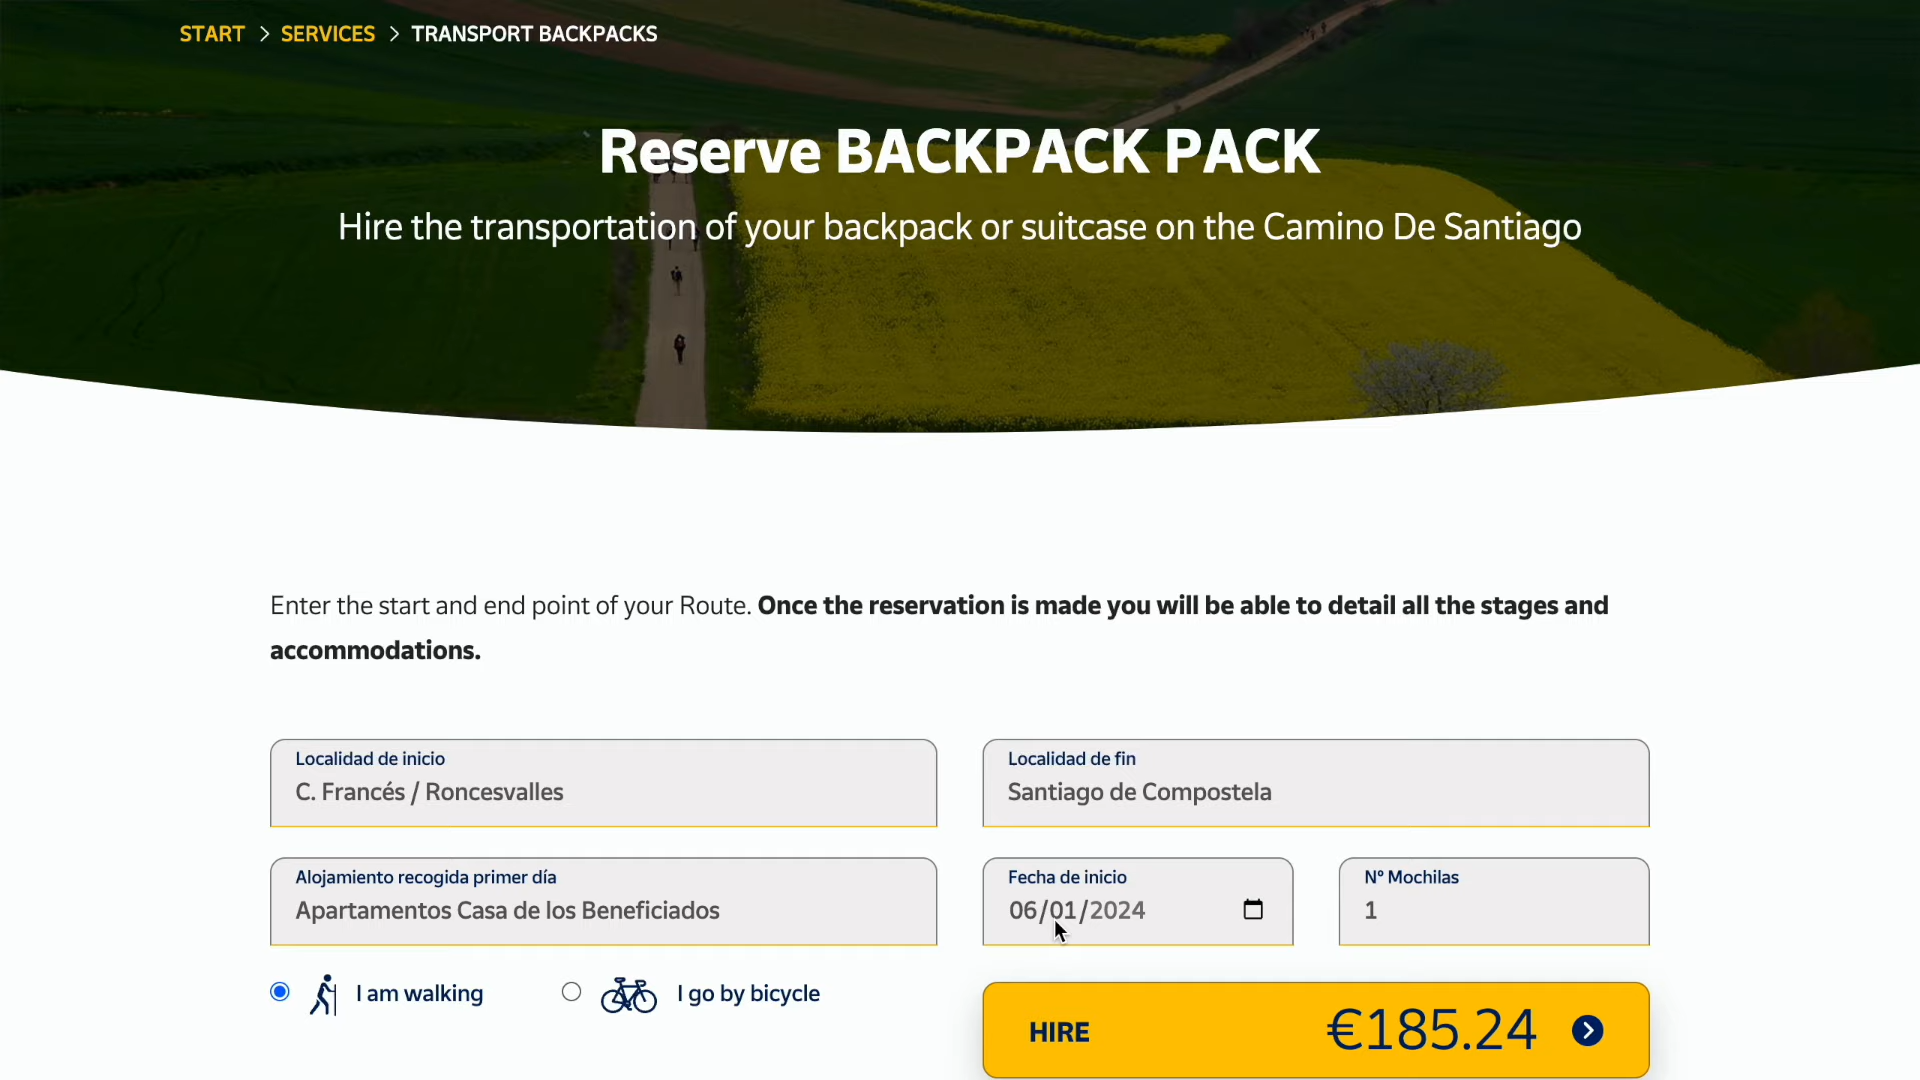 START > SERVICES > TRANSPORT BACKPACKS
Reserve BACKPACK PACK
Hire the transportation of your backpack or suitcase on the Camino De Santiago
Enter the start and end point of your Route. Once the reservation is made you will be able to detail all the stages and
accommodations.
Localidad de inicio
C. Francés / Roncesvalles
Localidad de fin
Santiago de Compostela
Alojamiento recogida primer día
Apartamentos Casa de los Beneficiados
Fecha de inicio
06/01/2024
Nº Mochilas
1
I am walking
I go by bicycle
HIRE €185.24